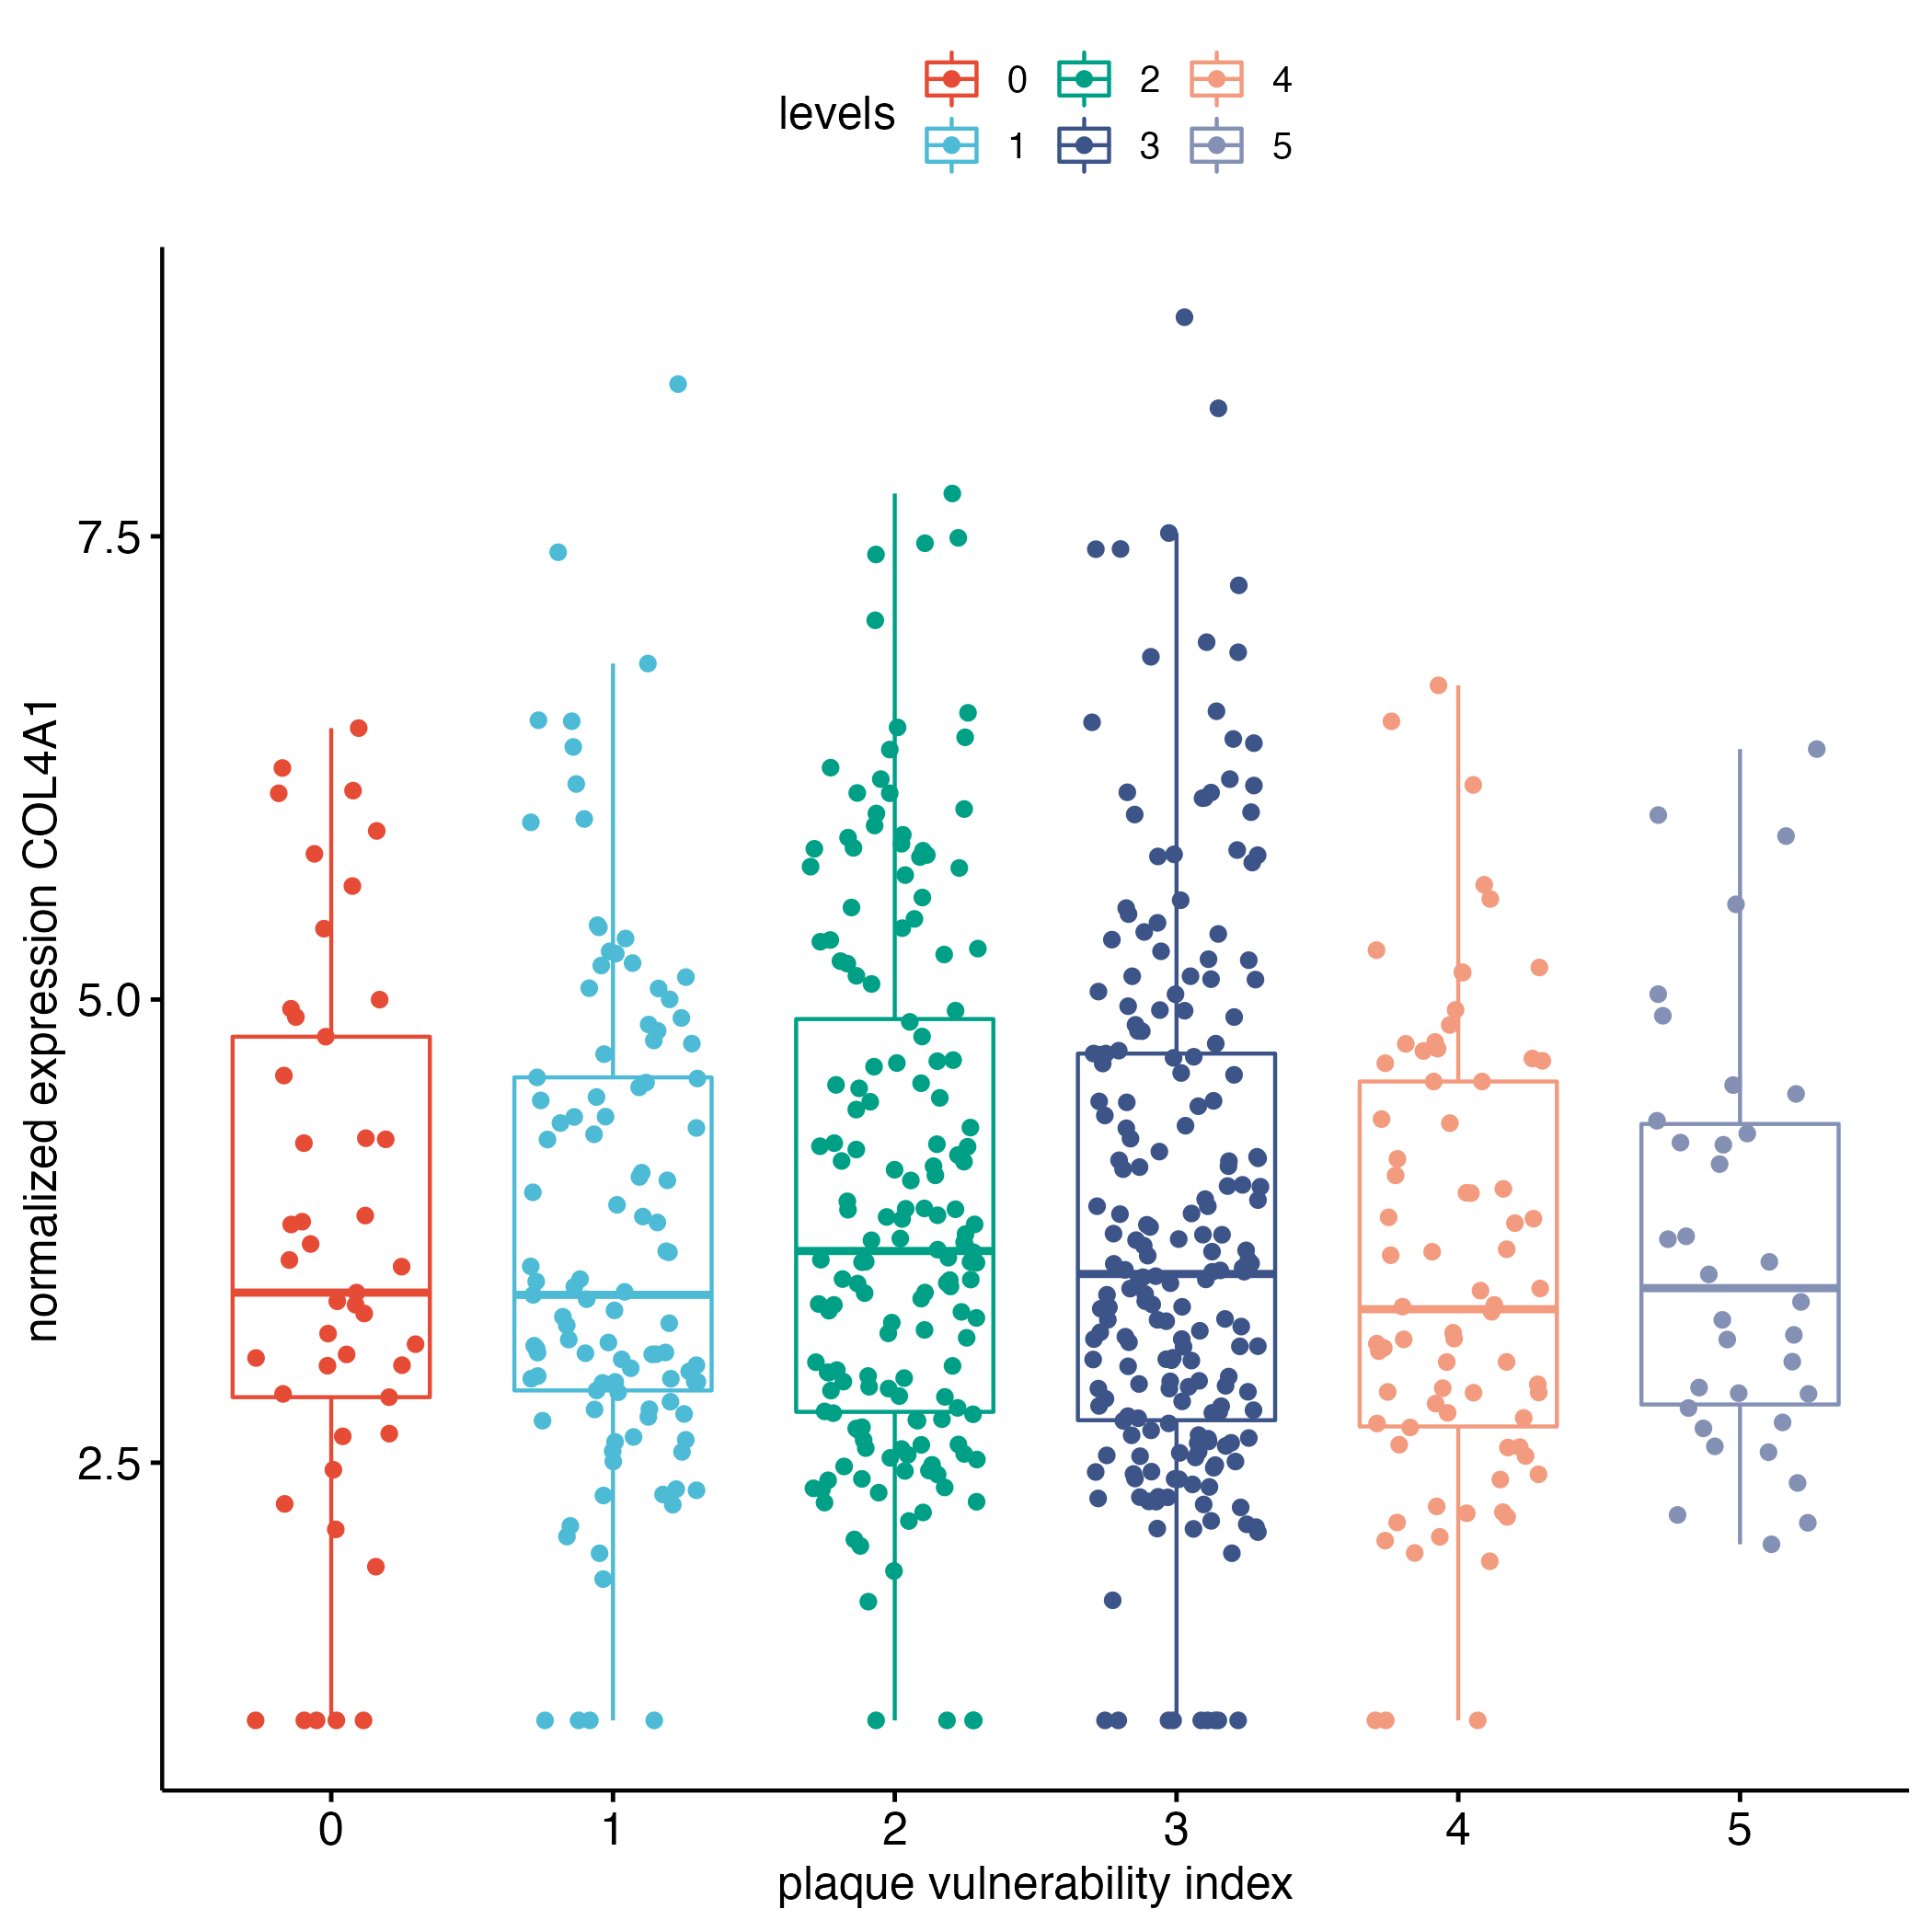 levels
0 2 4
1 3 5
normalized expression COL4A1
7.5
5.0
2.5
0 1 2 3 4 5
plaque vulnerability index